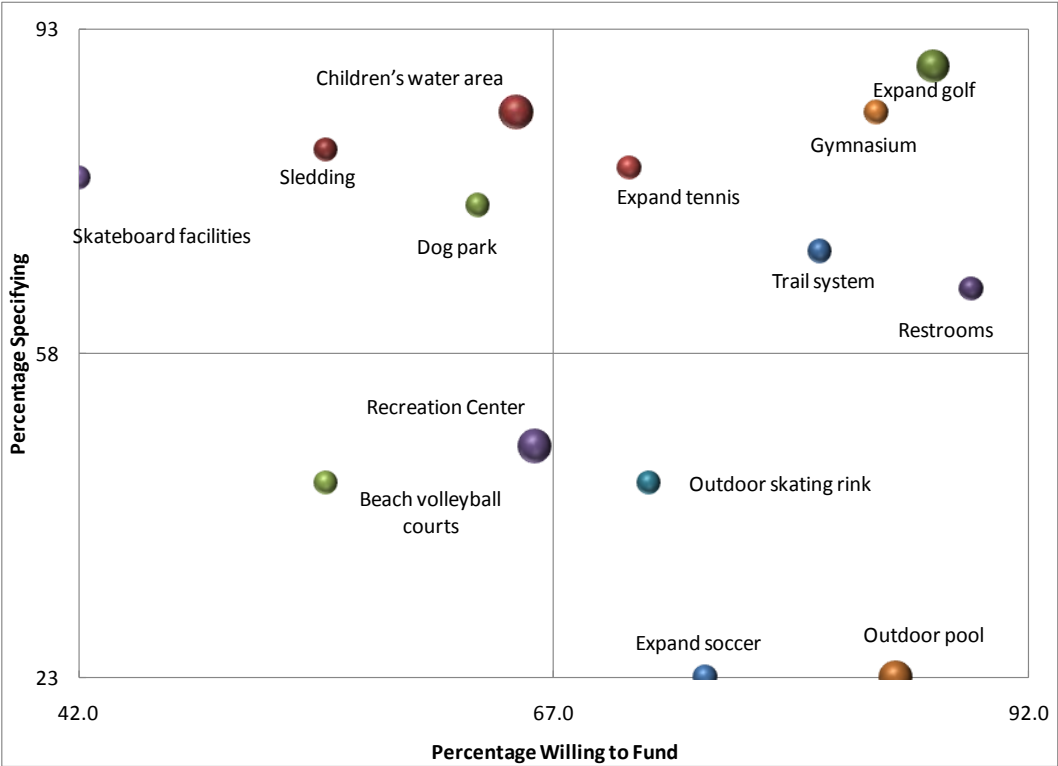 93
Children's water area
Expand golf
Gymnasium
Sledding
Expand tennis
Skateboard facilities
Dog park
Trail system
Restrooms
Percentage Specifying
58
Recreation Center
Outdoor skating rink
Beach volleyball
courts
Expand soccer
Outdoor pool
23
42.0
67.0
92.0
Percentage Willing to Fund